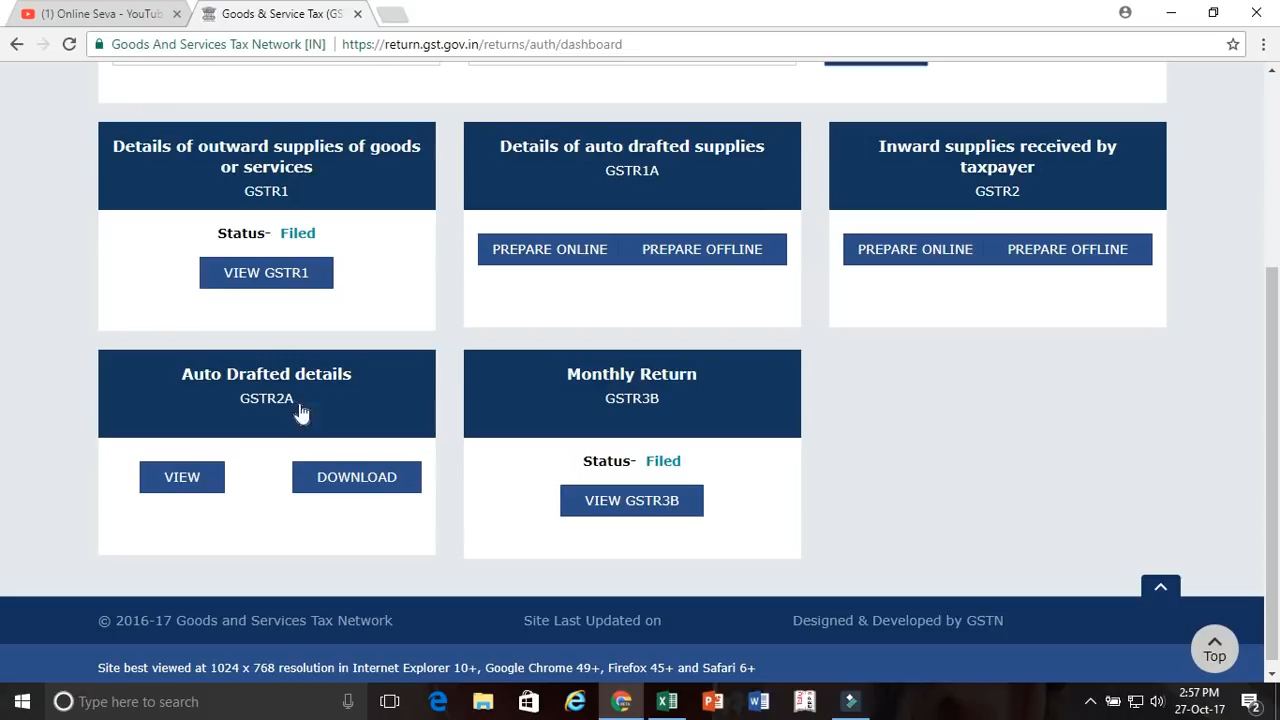 (1) Online Seva - YouTub
Goods & Service Tax (GS
Goods And Services Tax Network [IN]
https://return.gst.gov.in/returns/auth/dashboard
Details of outward supplies of goods
or services
GSTR1
Status- Filed
VIEW GSTR1
Details of auto drafted supplies
GSTR1A
PREPARE ONLINE
PREPARE OFFLINE
Inward supplies received by
taxpayer
GSTR2
PREPARE ONLINE
PREPARE OFFLINE
Auto Drafted details
GSTR2A
VIEW
DOWNLOAD
Monthly Return
GSTR3B
Status- Filed
VIEW GSTR3B
© 2016-17 Goods and Services Tax Network
Site Last Updated on
Designed & Developed by GSTN
Site best viewed at 1024 x 768 resolution in Internet Explorer 10+, Google Chrome 49+, Firefox 45+ and Safari 6+
Top
Type here to search
2:57 PM
27-Oct-17
2